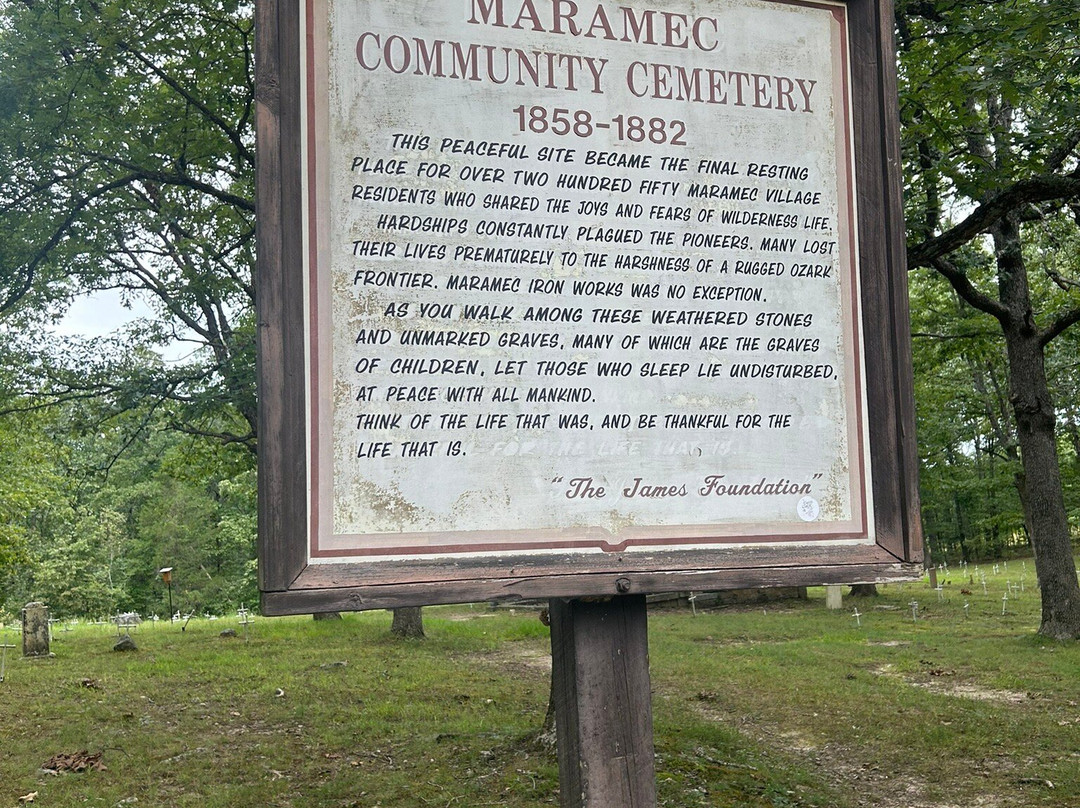 MARAMEC
COMMUNITY CEMETERY
1858-1882
THIS PEACEFUL SITE BECAME THE FINAL RESTING
PLACE FOR OVER TWO HUNDRED FIFTY MARAMEC VILLAGE
RESIDENTS WHO SHARED THE JOYS AND FEARS OF WILDERNESS LIFE.
HARDSHIPS CONSTANTLY PLAGUED THE PIONEERS. MANY LOST
THEIR LIVES PREMATURELY TO THE HARSHNESS OF A RUGGED OZARK
FRONTIER. MARAMEC IRON WORKS WAS NO EXCEPTION.
AS YOU WALK AMONG THESE WEATHERED STONES
AND UNMARKED GRAVES, MANY OF WHICH ARE THE GRAVES
OF CHILDREN, LET THOSE WHO SLEEP LIE UNDISTURBED,
AT PEACE WITH ALL MANKIND.
THINK OF THE LIFE THAT WAS, AND BE THANKFUL FOR THE
LIFE THAT IS. FOR THE LIFE THAT IS.
"The James Foundation"